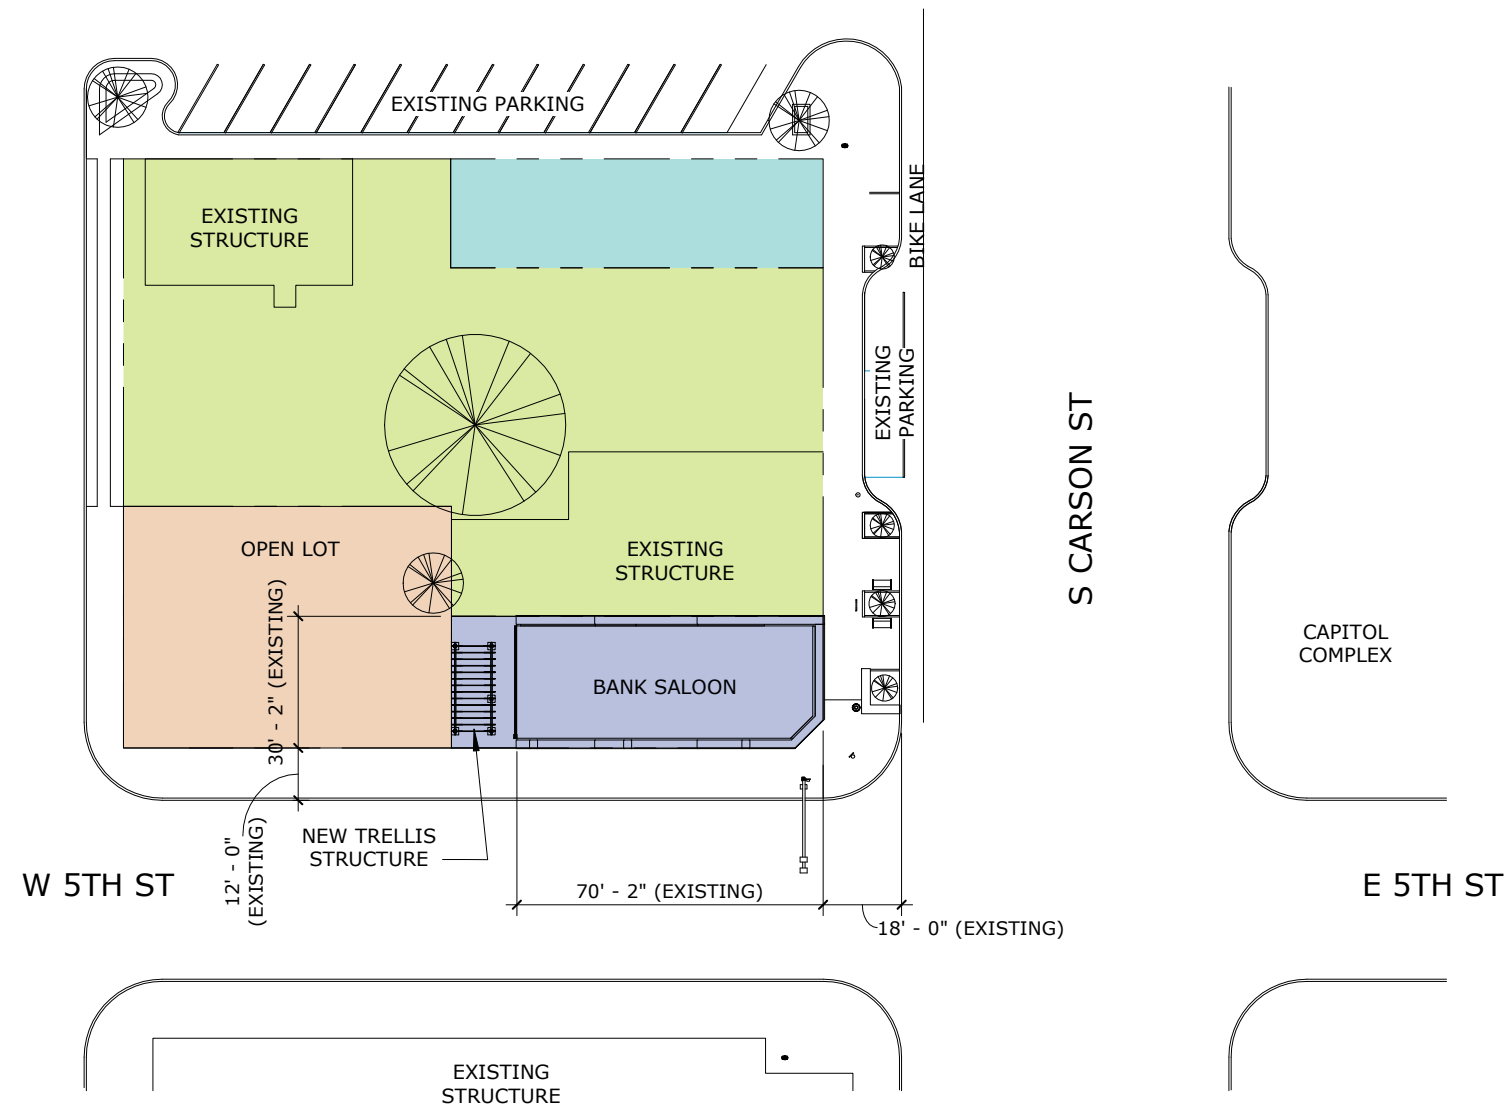 EXISTING PARKING
BIKE LANE
EXISTING
STRUCTURE
EXISTING
PARKING
S CARSON ST
OPEN LOT
EXISTING
STRUCTURE
30' - 2" (EXISTING)
CAPITOL
COMPLEX
BANK SALOON
NEW TRELLIS
STRUCTURE
12' - 0"
(EXISTING)
W 5TH ST
70' - 2" (EXISTING)
E 5TH ST
18' - 0" (EXISTING)
EXISTING
STRUCTURE